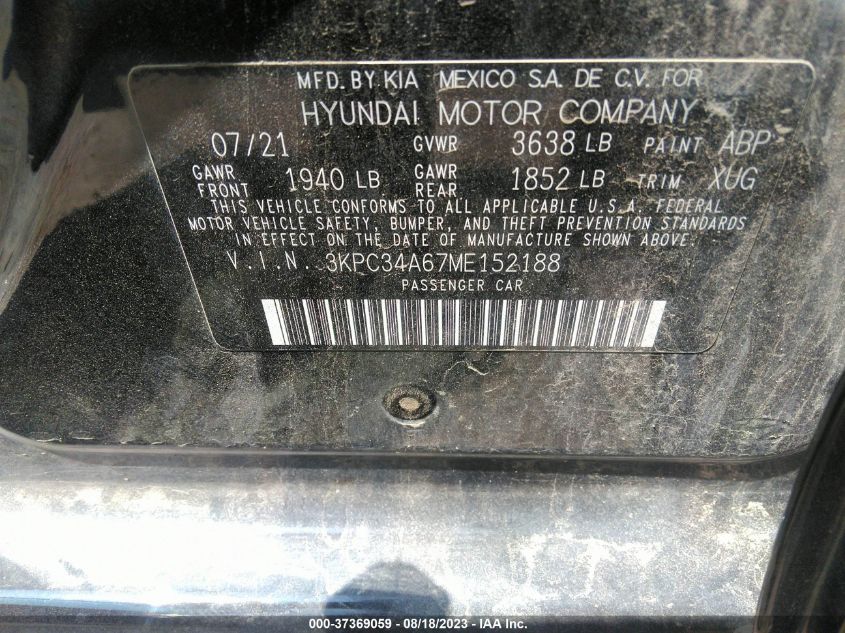 MFD. BY KIA MEXICO S.A. DE C.V. FOR
HYUNDAI MOTOR COMPANY
07/21 GVWR 3638 LB PAINT ABP
GAWR FRONT 1940 LB GAWR REAR 1852 LB TRIM XUG
THIS VEHICLE CONFORMS TO ALL APPLICABLE U.S.A. FEDERAL
MOTOR VEHICLE SAFETY, BUMPER, AND THEFT PREVENTION STANDARDS
IN EFFECT ON THE DATE OF MANUFACTURE SHOWN ABOVE.
V.I.N. 3KPC34A67ME152188
PASSENGER CAR
000-37369059 — 08/18/2023 — IAA Inc.